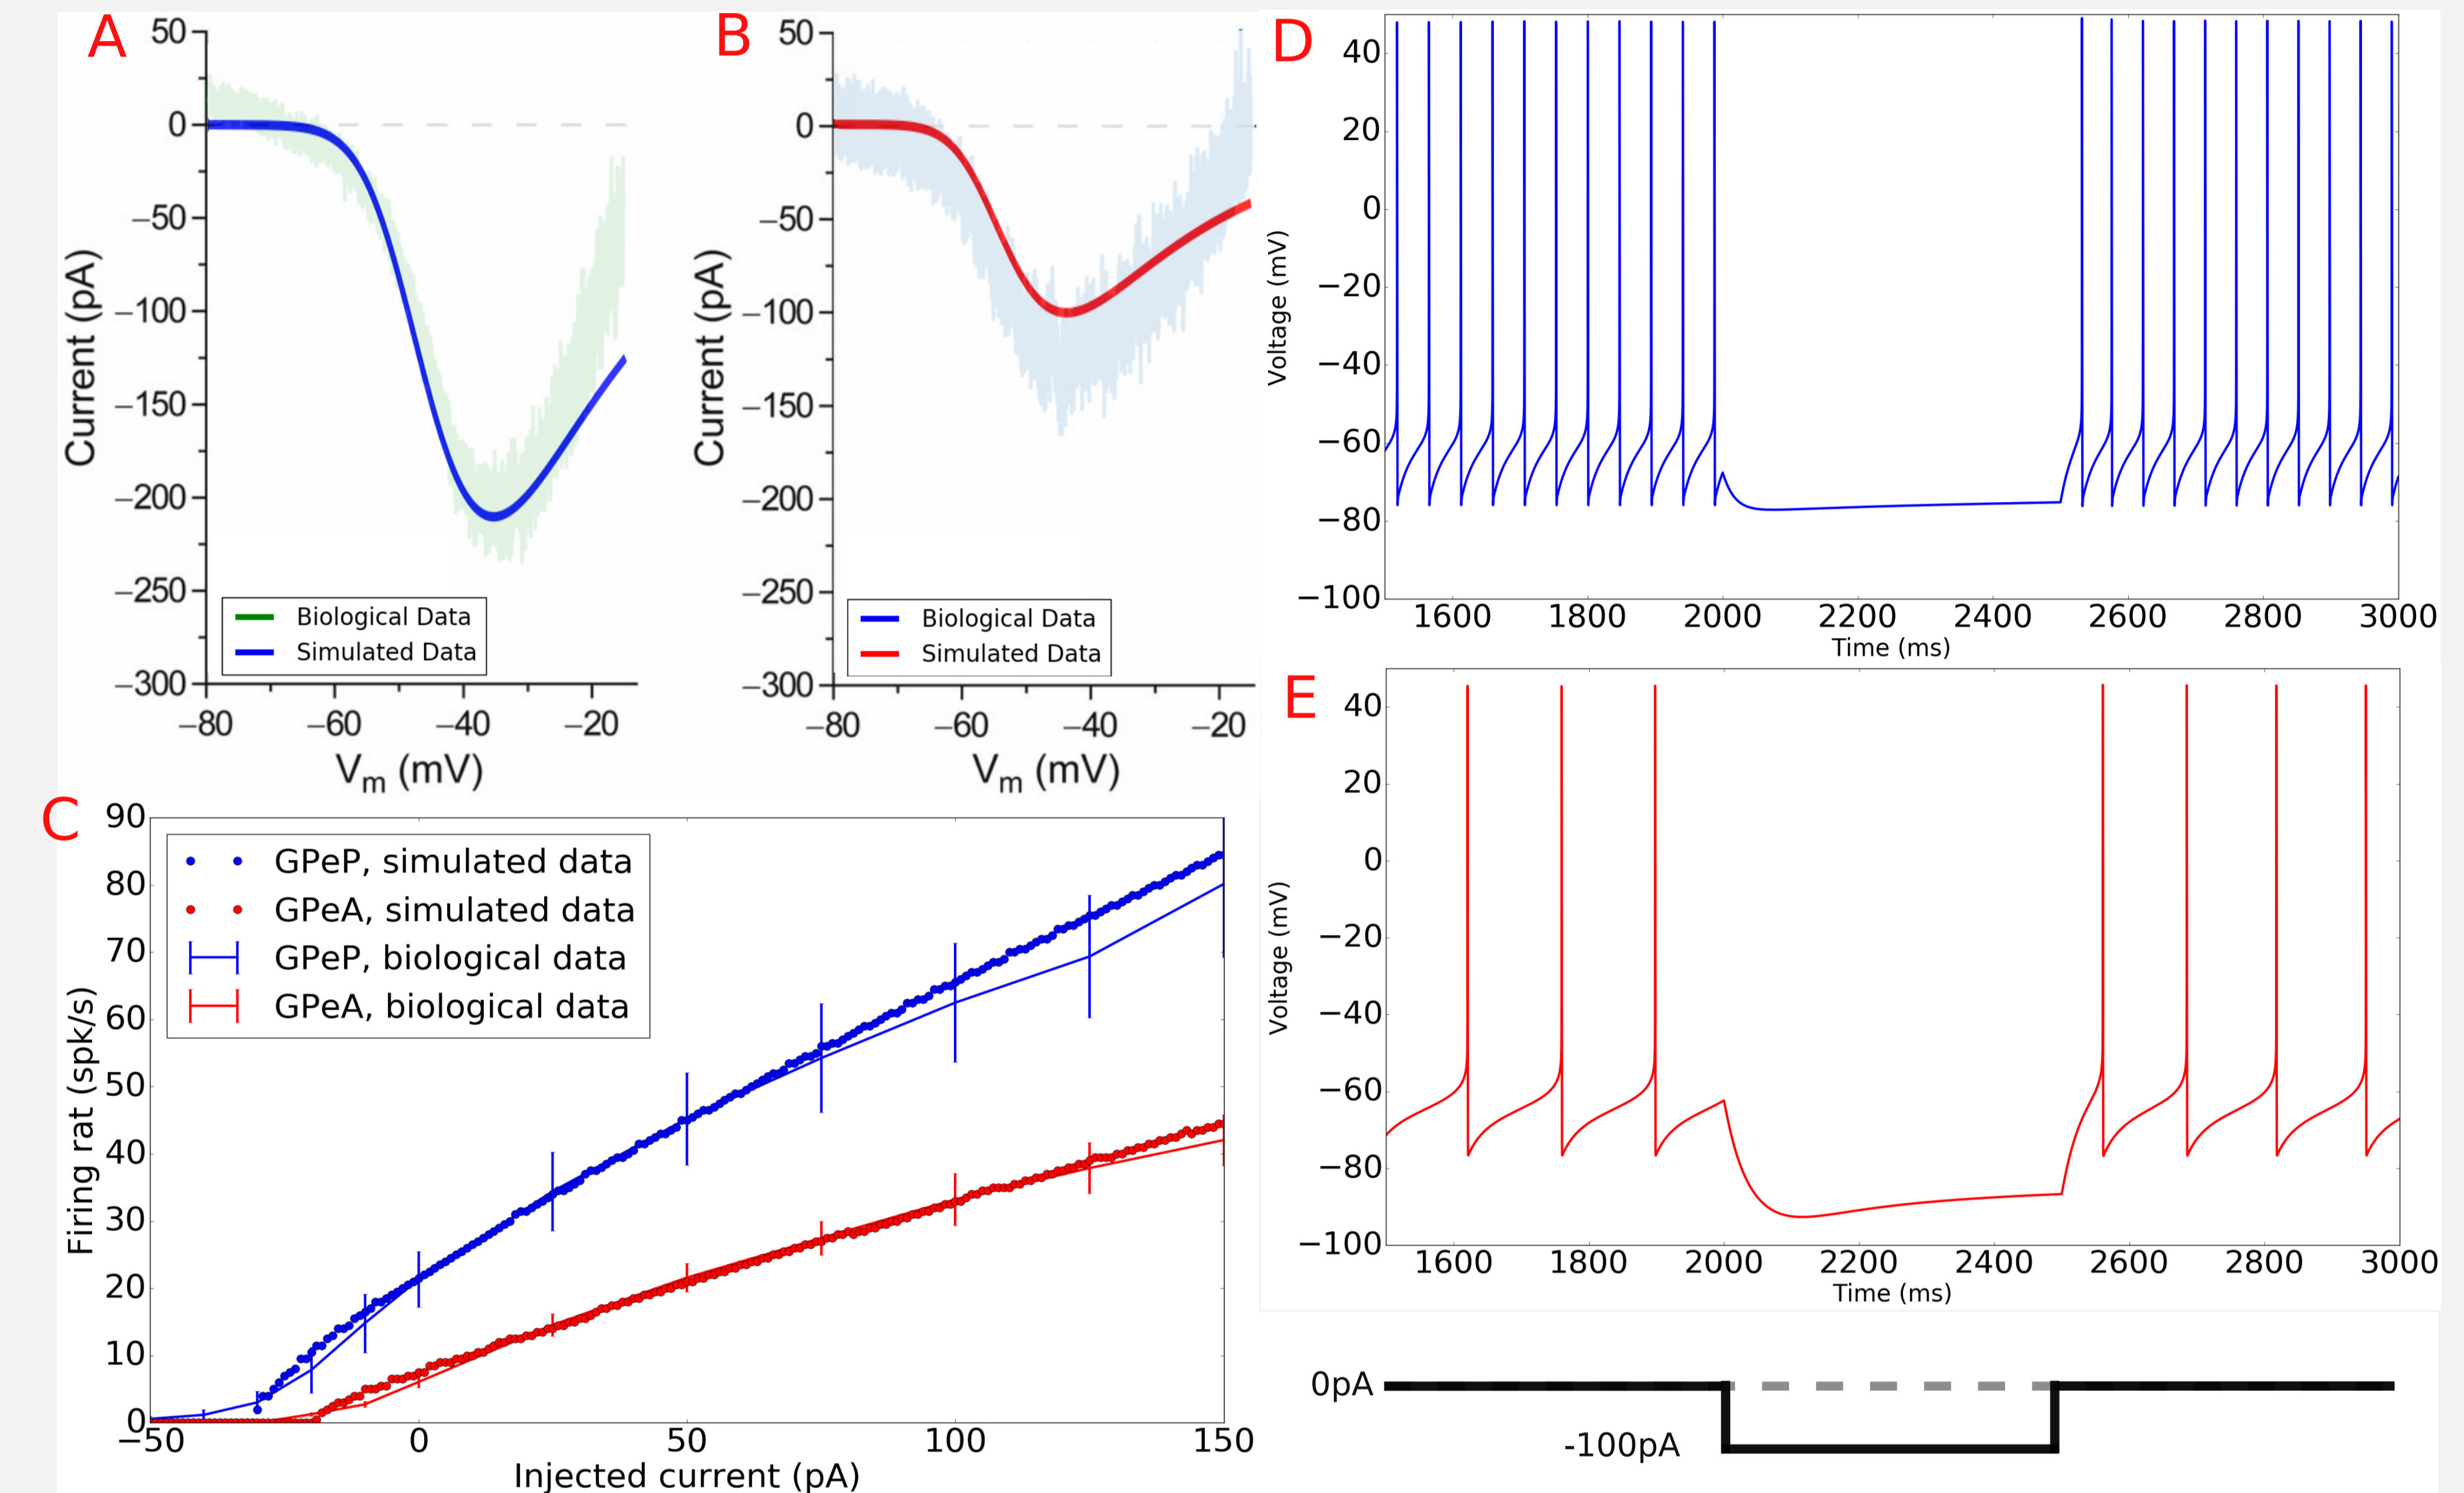 A
50
0
−50
−100
−150
−200
−250
−300
Current (pA)
Biological Data
Simulated Data
−80
−60
−40
−20
Vm (mV)
B
50
0
−50
−100
−150
−200
−250
−300
Current (pA)
Biological Data
Simulated Data
−80
−60
−40
−20
Vm (mV)
C
90
80
70
60
50
40
30
20
10
0
Firing rat (spk/s)
GPeP, simulated data
GPeA, simulated data
GPeP, biological data
GPeA, biological data
−50
0
50
100
150
Injected current (pA)
D
40
20
0
−20
−40
−60
−80
−100
Voltage (mV)
1600
1800
2000
2200
2400
2600
2800
3000
Time (ms)
E
40
20
0
−20
−40
−60
−80
−100
Voltage (mV)
1600
1800
2000
2200
2400
2600
2800
3000
Time (ms)
0pA
-100pA